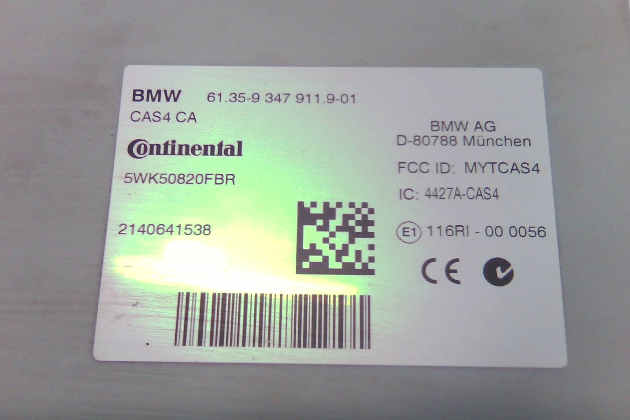 BMW 61.35-9 347 911.9-01
CAS4 CA
Continental
5WK50820FBR
2140641538
BMW AG
D-80788 München
FCC ID: MYTCAS4
IC: 4427A-CAS4
E1 116RI - 00 0056
CE